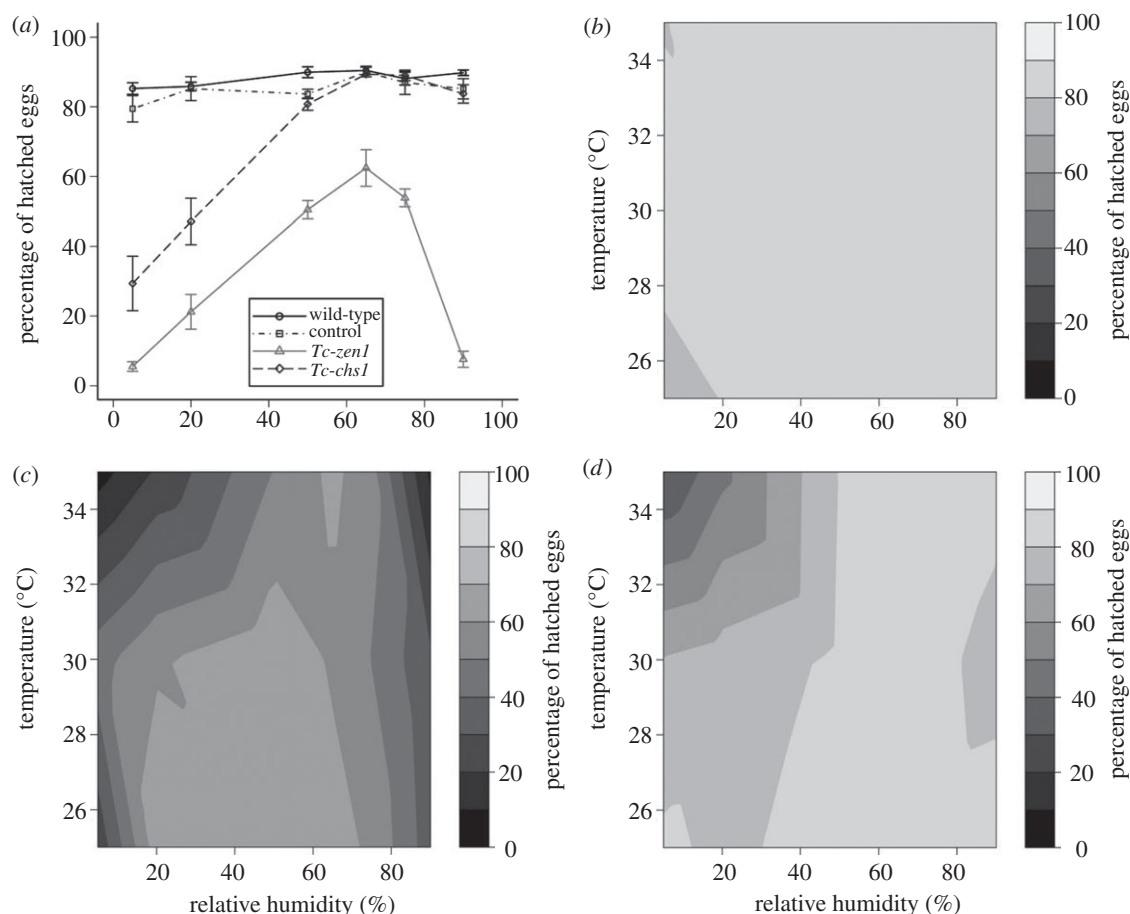 (a)
100
80
60
40
20
0
percentage of hatched eggs
wild-type
control
Tc-zen1
Tc-chs1
0 20 40 60 80 100
(b)
34
32
30
28
26
temperature (°C)
20 40 60 80
100
80
60
40
20
0
percentage of hatched eggs
(c)
34
32
30
28
26
temperature (°C)
20 40 60 80
relative humidity (%)
100
80
60
40
20
0
percentage of hatched eggs
(d)
34
32
30
28
26
temperature (°C)
20 40 60 80
relative humidity (%)
100
80
60
40
20
0
percentage of hatched eggs